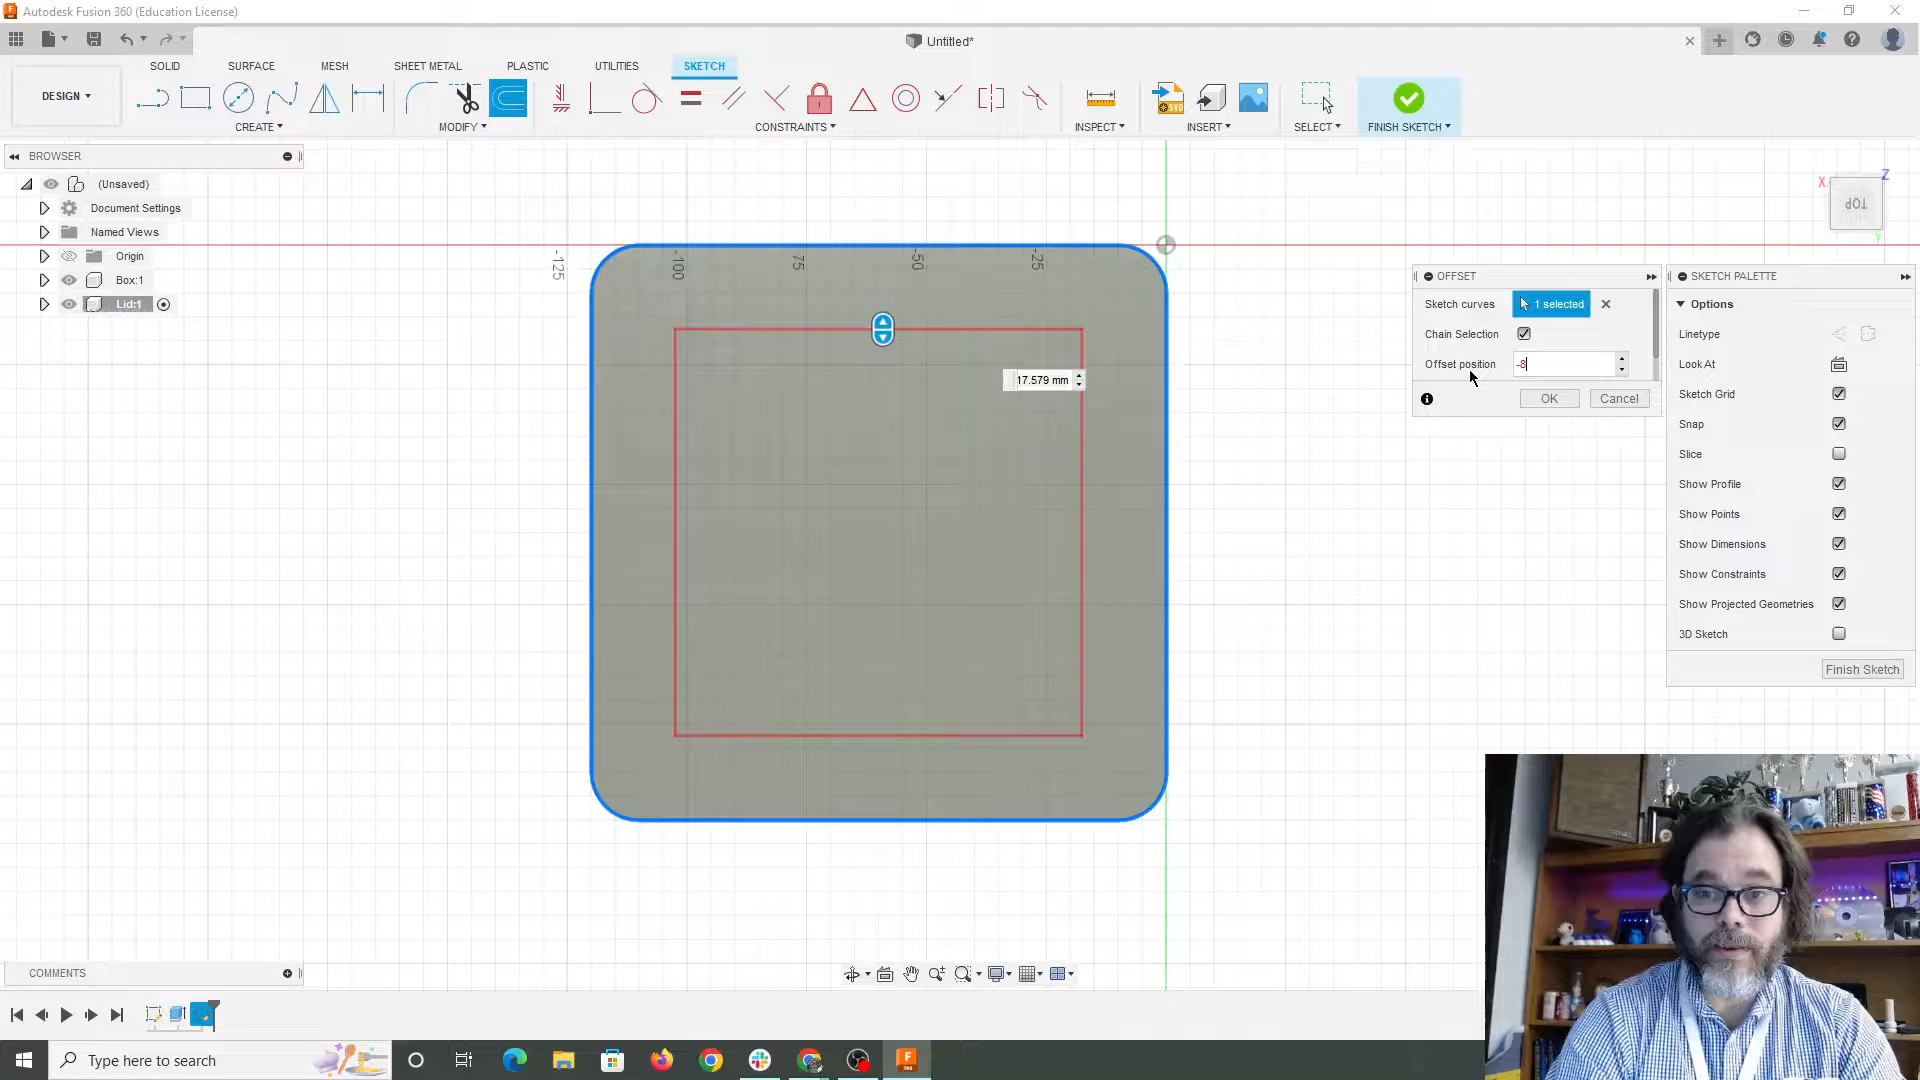 Autodesk Fusion 360 (Education License)
Untitled*
SOLID
SURFACE
MESH
SHEET METAL
PLASTIC
UTILITIES
SKETCH
DESIGN
CREATE
MODIFY
CONSTRAINTS
INSPECT
INSERT
SELECT
FINISH SKETCH
SVG
BROWSER
(Unsaved)
Document Settings
Named Views
Origin
Box:1
Lid:1
-125
-100
75
-50
-25
17.579 mm
X
Z
TOP
Y
OFFSET
Sketch curves
1 selected
Chain Selection
Offset position
-8
OK
Cancel
SKETCH PALETTE
Options
Linetype
Look At
Sketch Grid
Snap
Slice
Show Profile
Show Points
Show Dimensions
Show Constraints
Show Projected Geometries
3D Sketch
Finish Sketch
COMMENTS
Type here to search